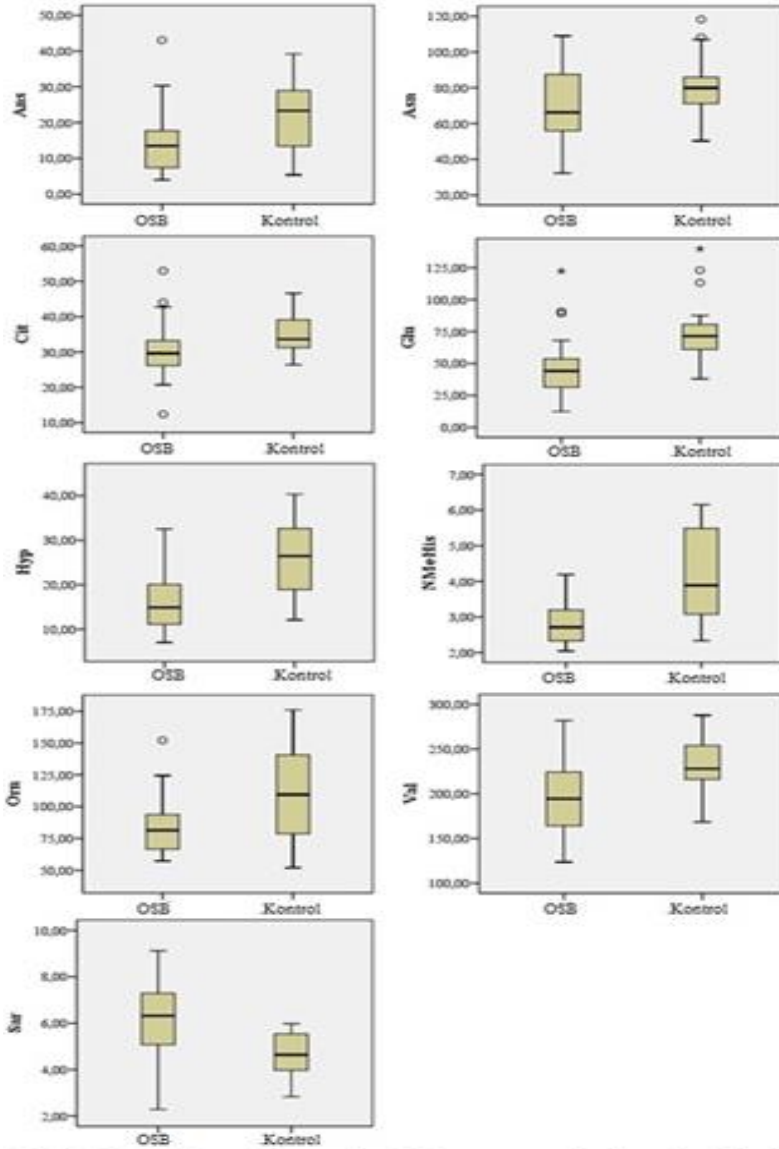 50,00
40,00
30,00
20,00
10,00
0,00
Ans
OSB Kontrol
120,00
100,00
80,00
60,00
40,00
20,00
Asn
OSB Kontrol
60,00
50,00
40,00
30,00
20,00
10,00
Cit
OSB Kontrol
125,00
100,00
75,00
50,00
25,00
0,00
Glu
OSB Kontrol
40,00
30,00
20,00
10,00
Hyp
OSB Kontrol
7,00
6,00
5,00
4,00
3,00
2,00
NMeHis
OSB Kontrol
175,00
150,00
125,00
100,00
75,00
50,00
Orn
OSB Kontrol
300,00
250,00
200,00
150,00
100,00
Val
OSB Kontrol
10,00
8,00
6,00
4,00
2,00
Sar
OSB Kontrol